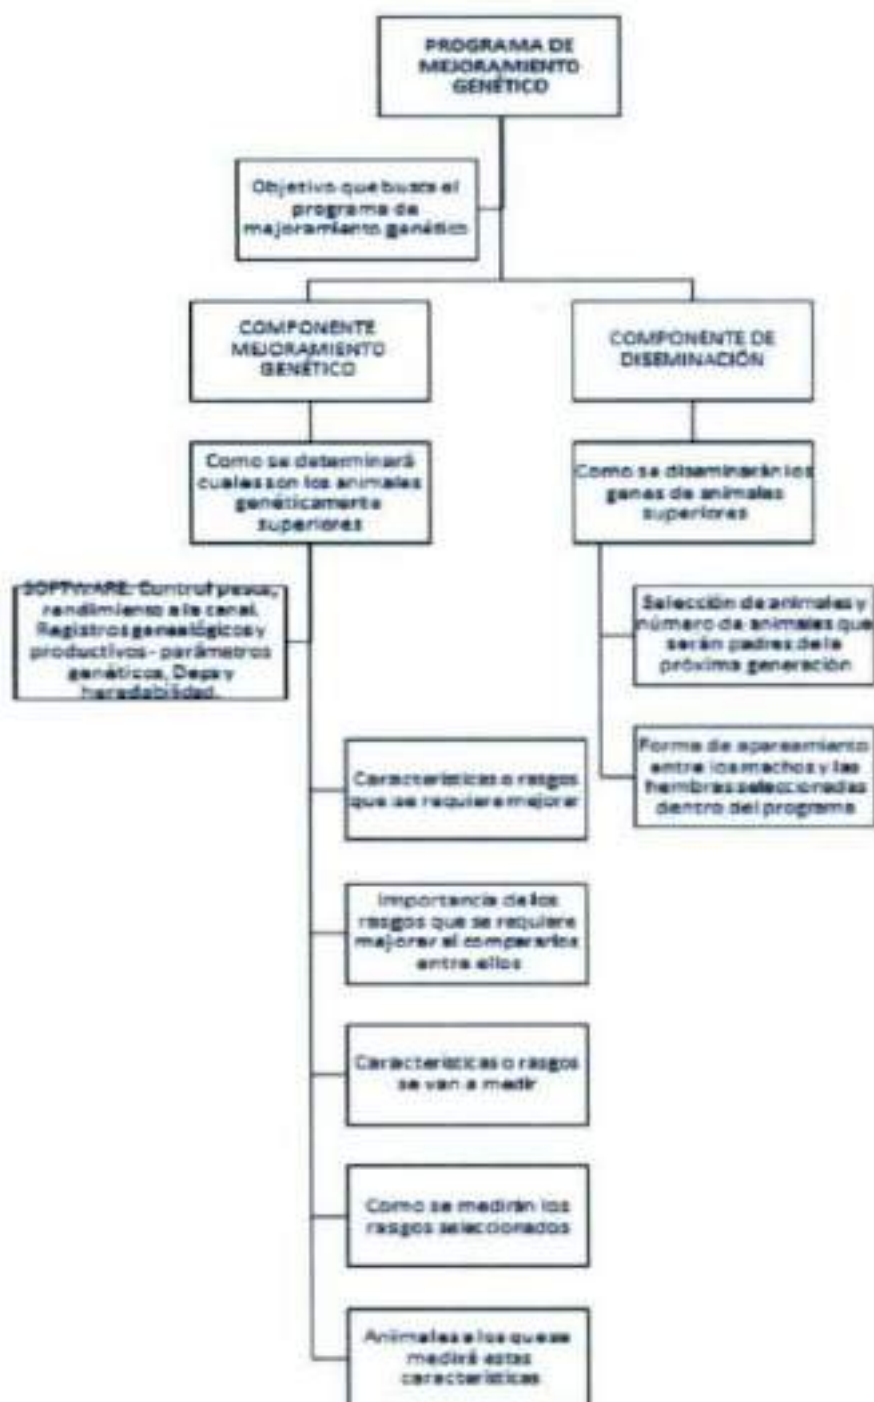 PROGRAMA DE
MEJORAMIENTO
GENÉTICO
Objetivo que busca el
programa de
mejoramiento genético
COMPONENTE
MEJORAMIENTO
GENÉTICO
COMPONENTE DE
DISEMINACIÓN
Como se determinará
cuales son los animales
genéticamente
superiores
Como se diseminarán los
genes de animales
superiores
SOFTWARE: Control pesos,
rendimiento a la canal.
Registros genealógicos y
productivos - parámetros
genéticos, Deps y
heredabilidad.
Selección de animales y
número de animales que
serán padres de la
próxima generación
Forma de apareamiento
entre los machos y las
hembras seleccionadas
dentro del programa
Características o rasgos
que se requiere mejorar
Importancia de los
rasgos que se requiere
mejorar al compararlos
entre ellos
Características o rasgos
se van a medir
Como se medirán los
rasgos seleccionados
Animales a los que se
medirá estas
características